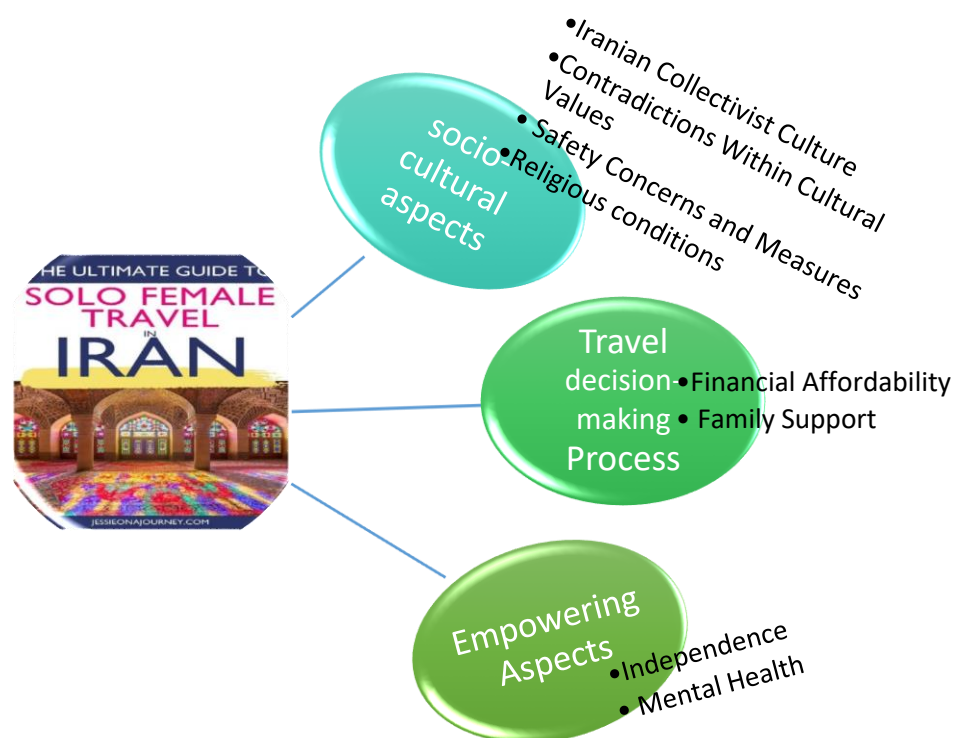 THE ULTIMATE GUIDE TO
SOLO FEMALE
TRAVEL
IN
IRAN
JESSIEONAJOURNEY.COM
socio-
cultural
aspects
•Iranian Collectivist Culture
•Contradictions Within Cultural
Values
• Safety Concerns and Measures
•Religious conditions
Travel
decision-
making
Process
•Financial Affordability
• Family Support
Empowering
Aspects
•Independence
• Mental Health